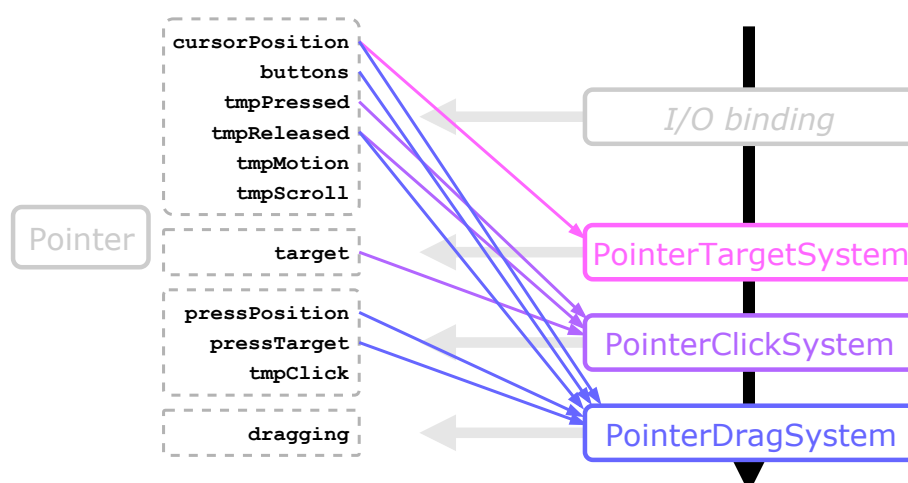 cursorPosition
buttons
tmpPressed
tmpReleased
tmpMotion
tmpScroll
I/O binding
Pointer
target
PointerTargetSystem
pressPosition
pressTarget
tmpClick
PointerClickSystem
dragging
PointerDragSystem